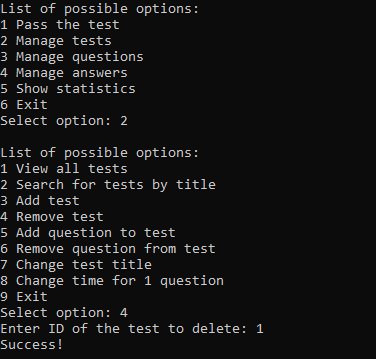 List of possible options:
1 Pass the test
2 Manage tests
3 Manage questions
4 Manage answers
5 Show statistics
6 Exit
Select option: 2

List of possible options:
1 View all tests
2 Search for tests by title
3 Add test
4 Remove test
5 Add question to test
6 Remove question from test
7 Change test title
8 Change time for 1 question
9 Exit
Select option: 4
Enter ID of the test to delete: 1
Success!